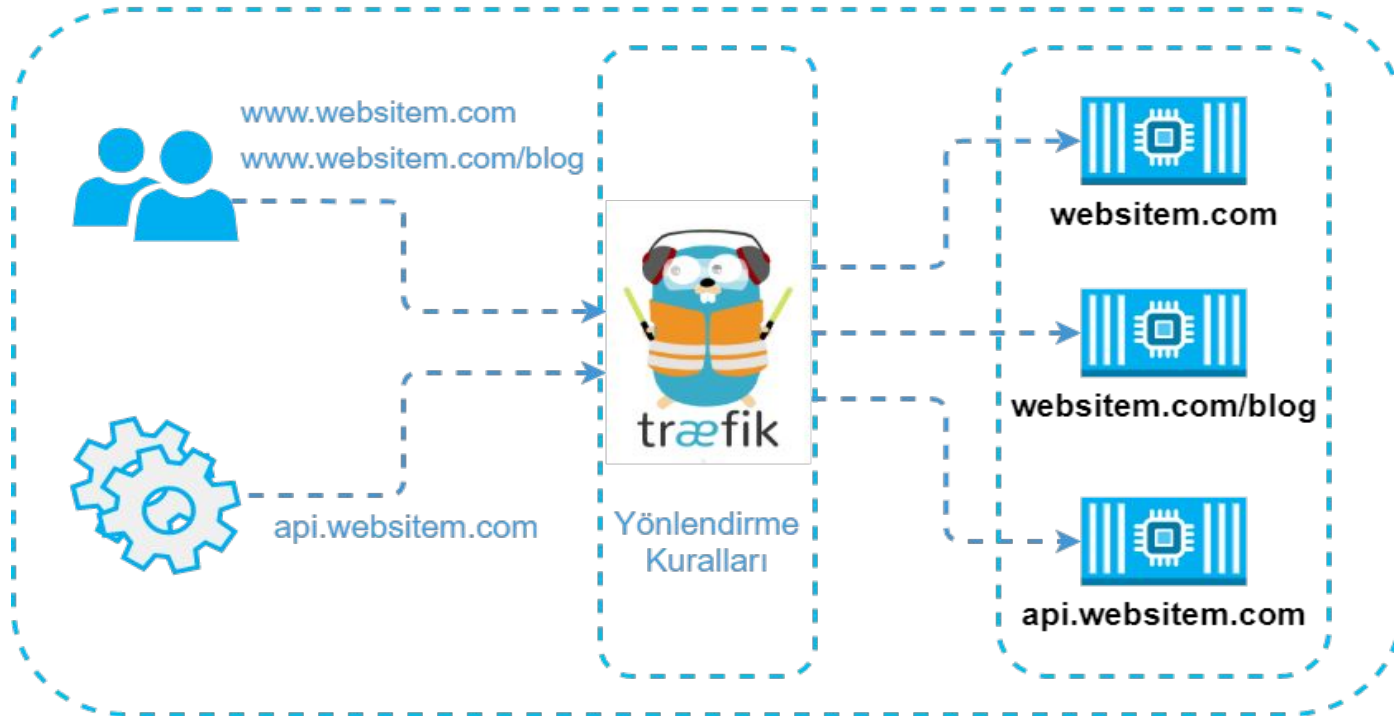 www.websitem.com
www.websitem.com/blog
api.websitem.com
træfik
Yönlendirme
Kuralları
websitem.com
websitem.com/blog
api.websitem.com